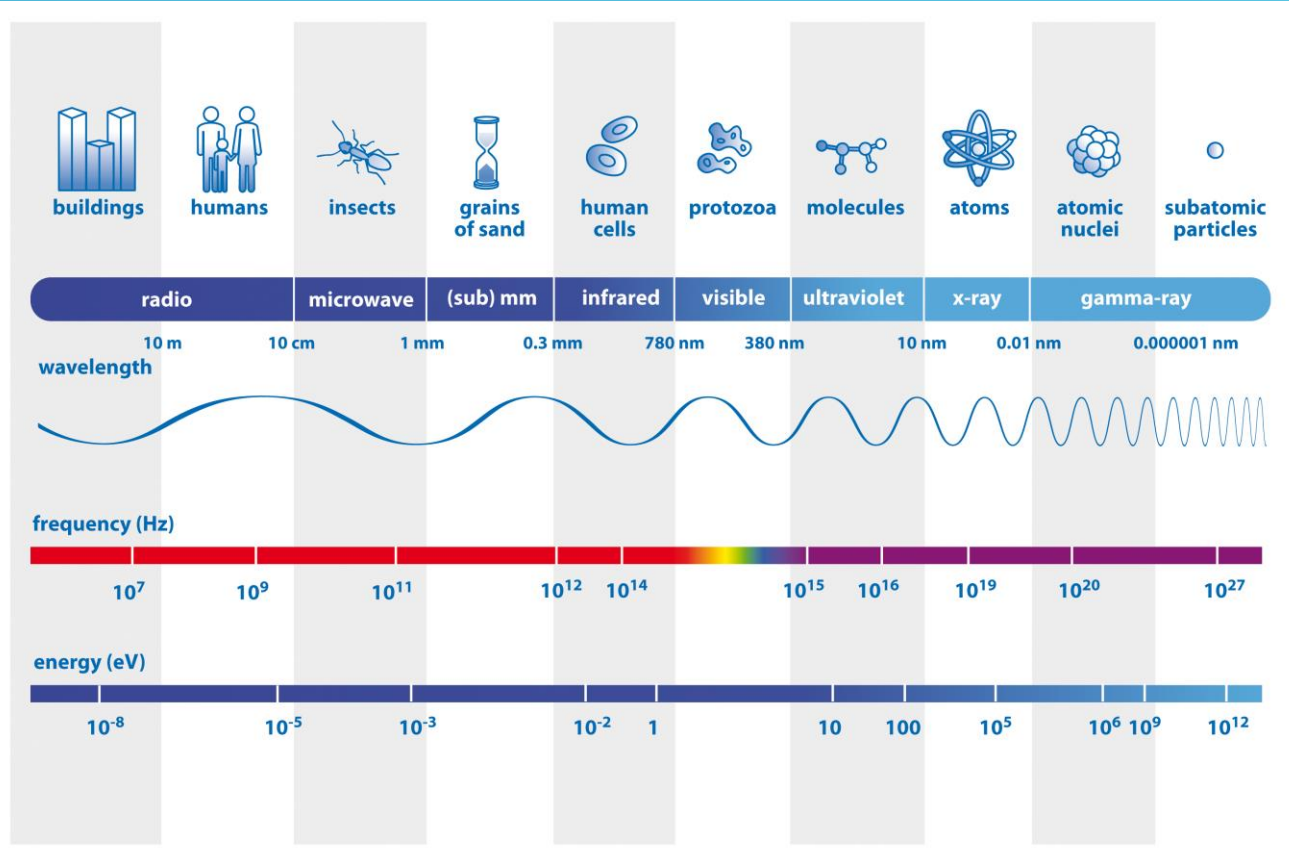 buildings
humans
insects
grains
of sand
human
cells
protozoa
molecules
atoms
atomic
nuclei
subatomic
particles
radio
microwave
(sub) mm
infrared
visible
ultraviolet
x-ray
gamma-ray
10 m
10 cm
1 mm
0.3 mm
780 nm
380 nm
10 nm
0.01 nm
0.000001 nm
wavelength
frequency (Hz)
10⁷
10⁹
10¹¹
10¹²
10¹⁴
10¹⁵
10¹⁶
10¹⁹
10²⁰
10²⁷
energy (eV)
10⁻⁸
10⁻⁵
10⁻³
10⁻²
1
10
100
10⁵
10⁶
10⁹
10¹²